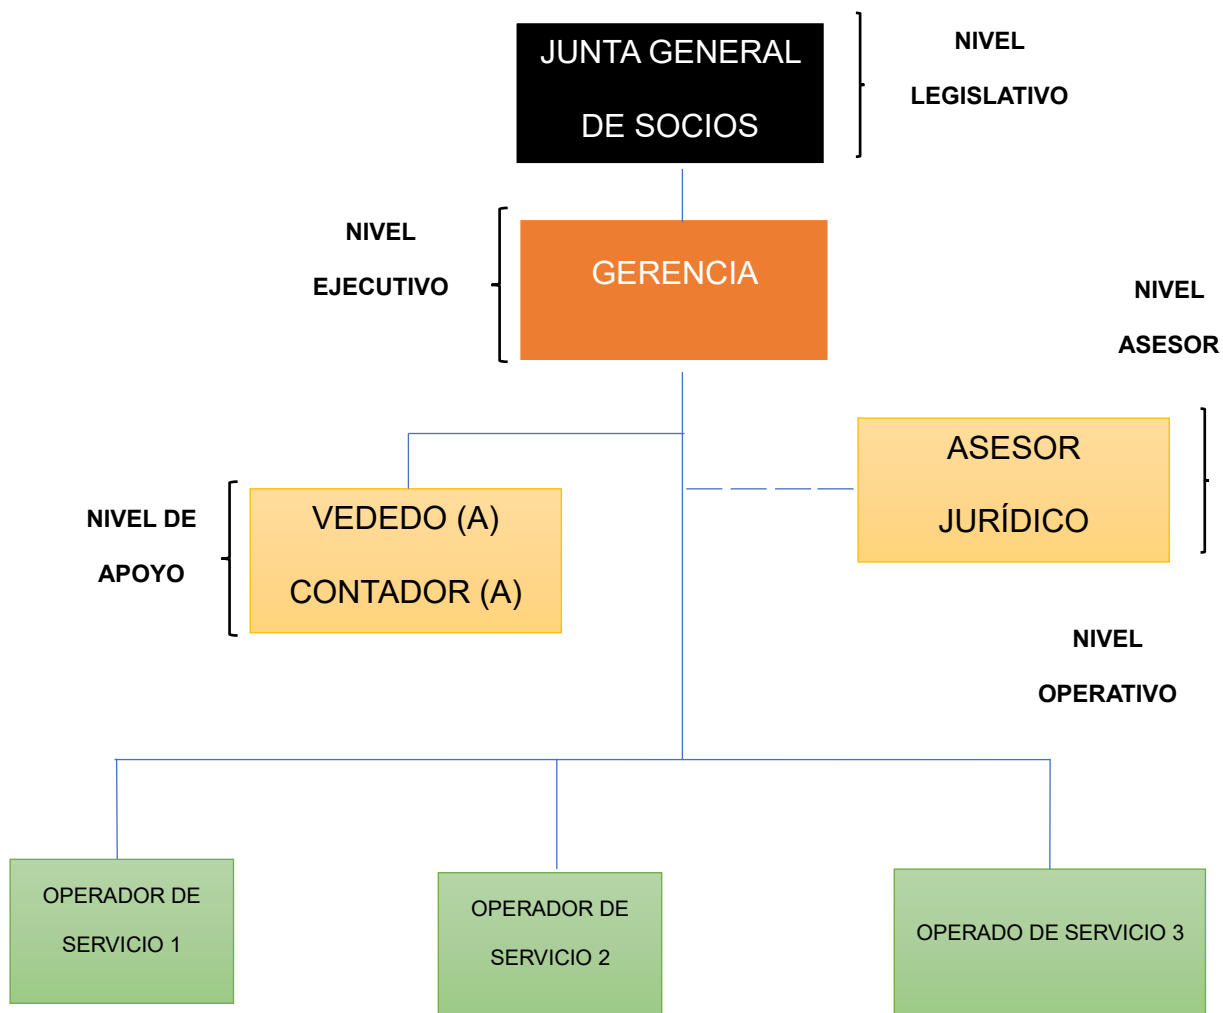 JUNTA GENERAL
DE SOCIOS
NIVEL
LEGISLATIVO
NIVEL
EJECUTIVO
GERENCIA
NIVEL
ASESOR
ASESOR
JURÍDICO
NIVEL DE
APOYO
VEDEDO (A)
CONTADOR (A)
NIVEL
OPERATIVO
OPERADOR DE
SERVICIO 1
OPERADOR DE
SERVICIO 2
OPERADO DE SERVICIO 3